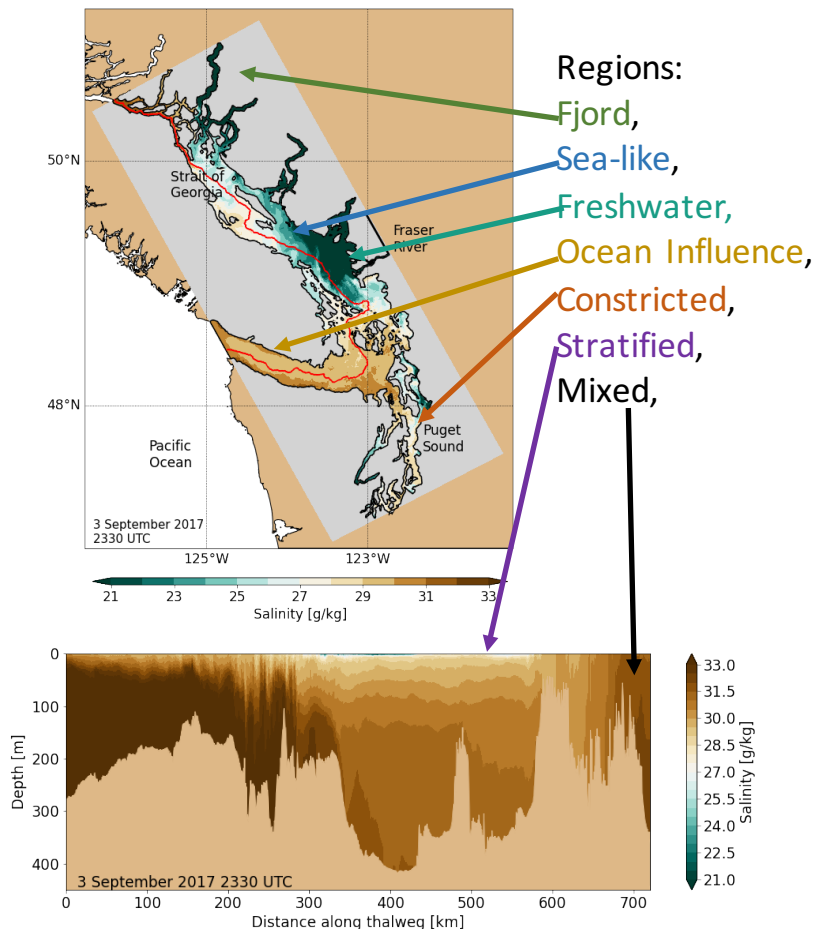 Regions:
Fjord,
Sea-like,
Freshwater,
Ocean Influence,
Constricted,
Stratified,
Mixed,
50°N
48°N
Strait of
Georgia
Fraser
River
Puget
Sound
Pacific
Ocean
3 September 2017
2330 UTC
125°W
123°W
21 23 25 27 29 31 33
Salinity [g/kg]
0
100
200
300
400
Depth [m]
3 September 2017 2330 UTC
0 100 200 300 400 500 600 700
Distance along thalweg [km]
33.0
31.5
30.0
28.5
27.0
25.5
24.0
22.5
21.0
Salinity [g/kg]